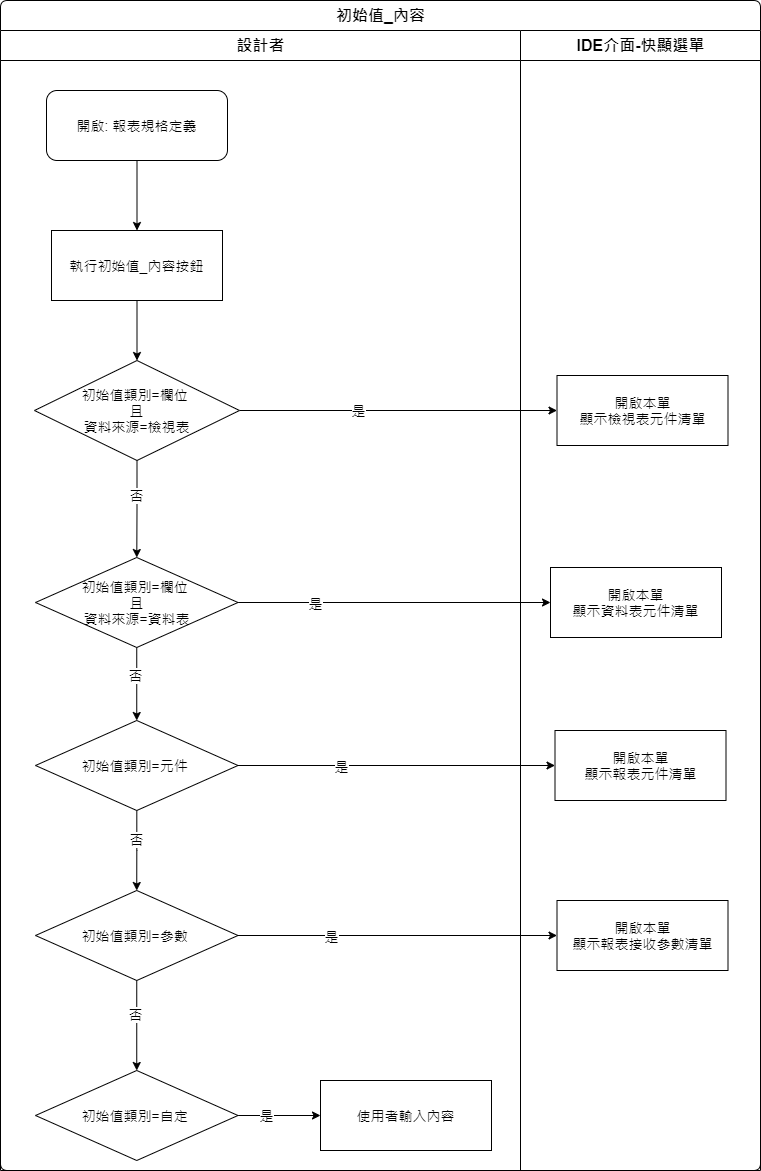 初始值_內容
設計者
IDE介面-快顯選單
開啟: 報表規格定義
執行初始值_內容按鈕
初始值類別=欄位
且
資料來源=檢視表
是
開啟本單
顯示檢視表元件清單
否
初始值類別=欄位
且
資料來源=資料表
是
開啟本單
顯示資料表元件清單
否
初始值類別=元件
是
開啟本單
顯示報表元件清單
否
初始值類別=參數
是
開啟本單
顯示報表接收參數清單
否
初始值類別=自定
是
使用者輸入內容